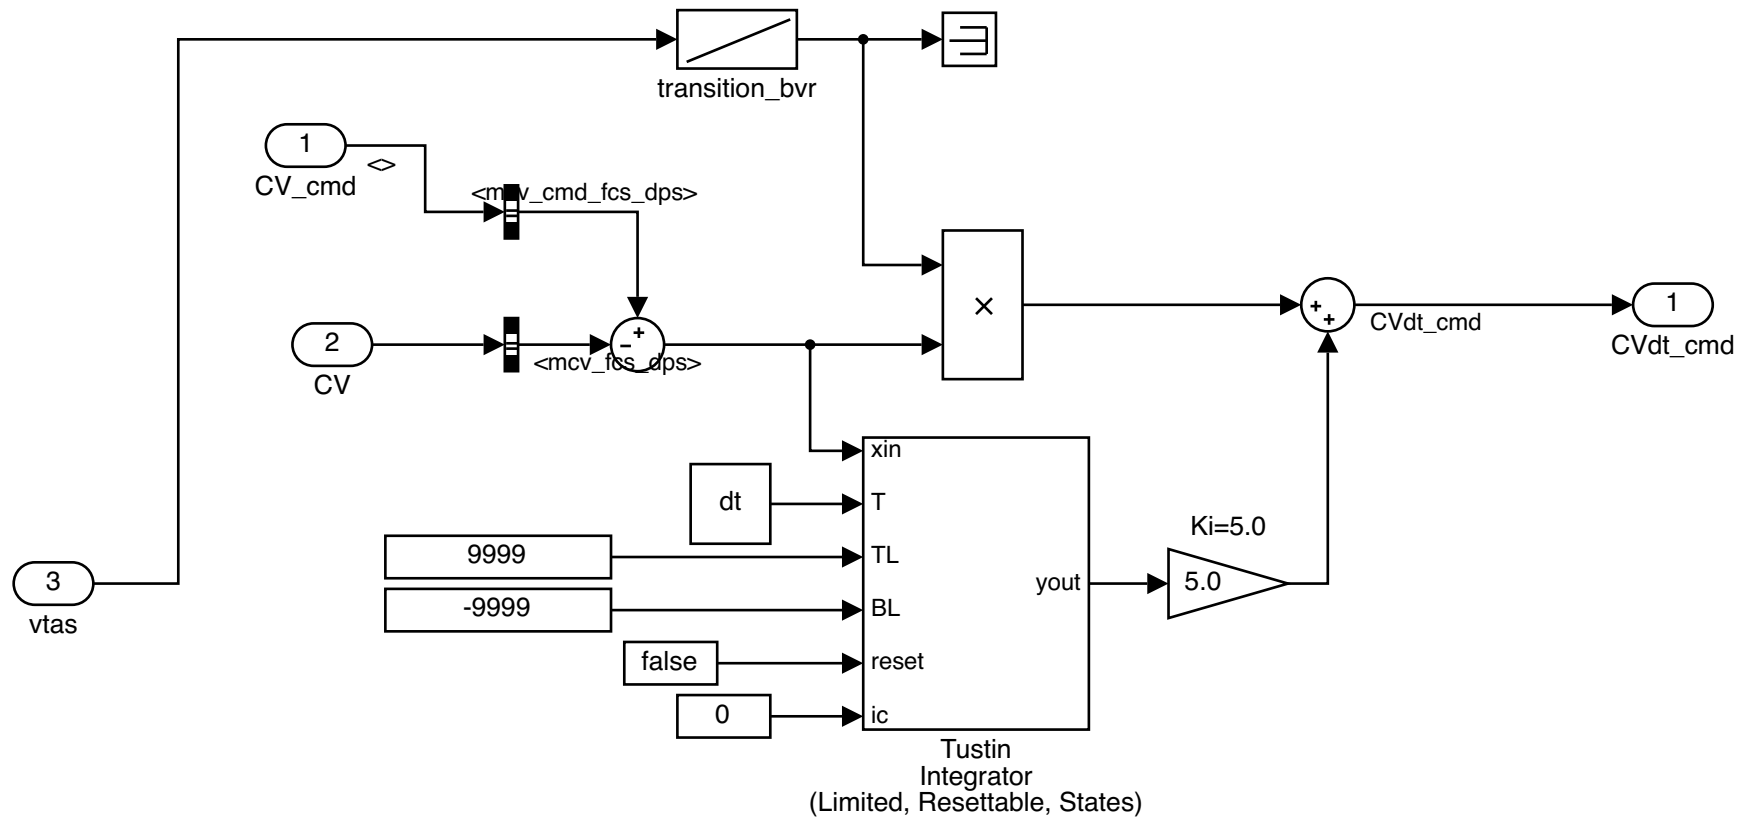 transition_bvr
1
CV_cmd
<>
<mcv_cmd_fcs_dps>
2
CV
- +
<mcv_fcs_dps>
×
+
+
CVdt_cmd
1
CVdt_cmd
xin
dt
T
9999
TL
Ki=5.0
3
vtas
yout
5.0
-9999
BL
false
reset
0
ic
Tustin
Integrator
(Limited, Resettable, States)